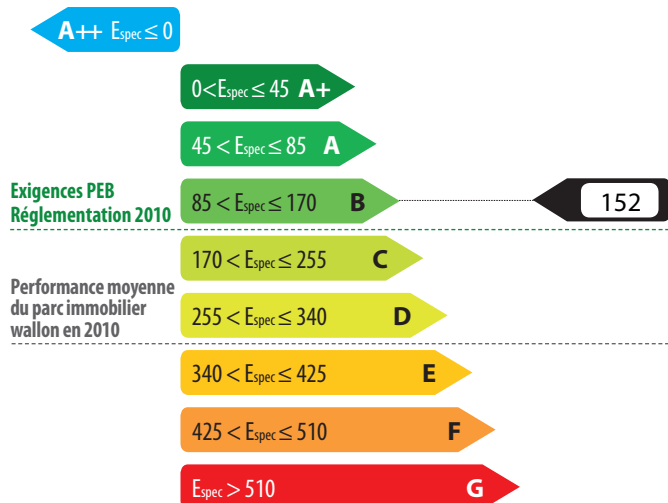 A++ Espec ≤ 0
0<Espec ≤ 45 A+
45 < Espec ≤ 85 A
Exigences PEB
Réglementation 2010
85 < Espec ≤ 170 B
152
170 < Espec ≤ 255 C
Performance moyenne
du parc immobilier
wallon en 2010
255 < Espec ≤ 340 D
340 < Espec ≤ 425 E
425 < Espec ≤ 510 F
Espec > 510 G